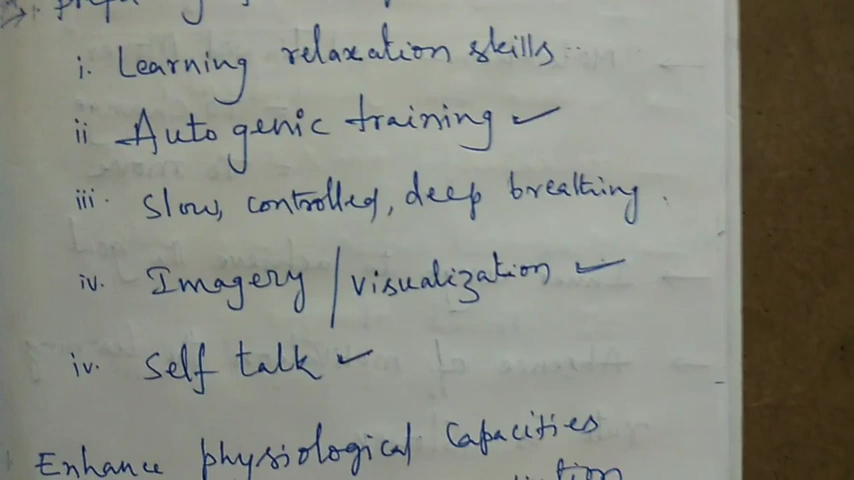 i. Learning relaxation skills
ii Autogenic training ✓
iii. Slow, controlled, deep breathing.
iv. Imagery / visualization ✓
iv. Self talk ✓
Enhance physiological capacities